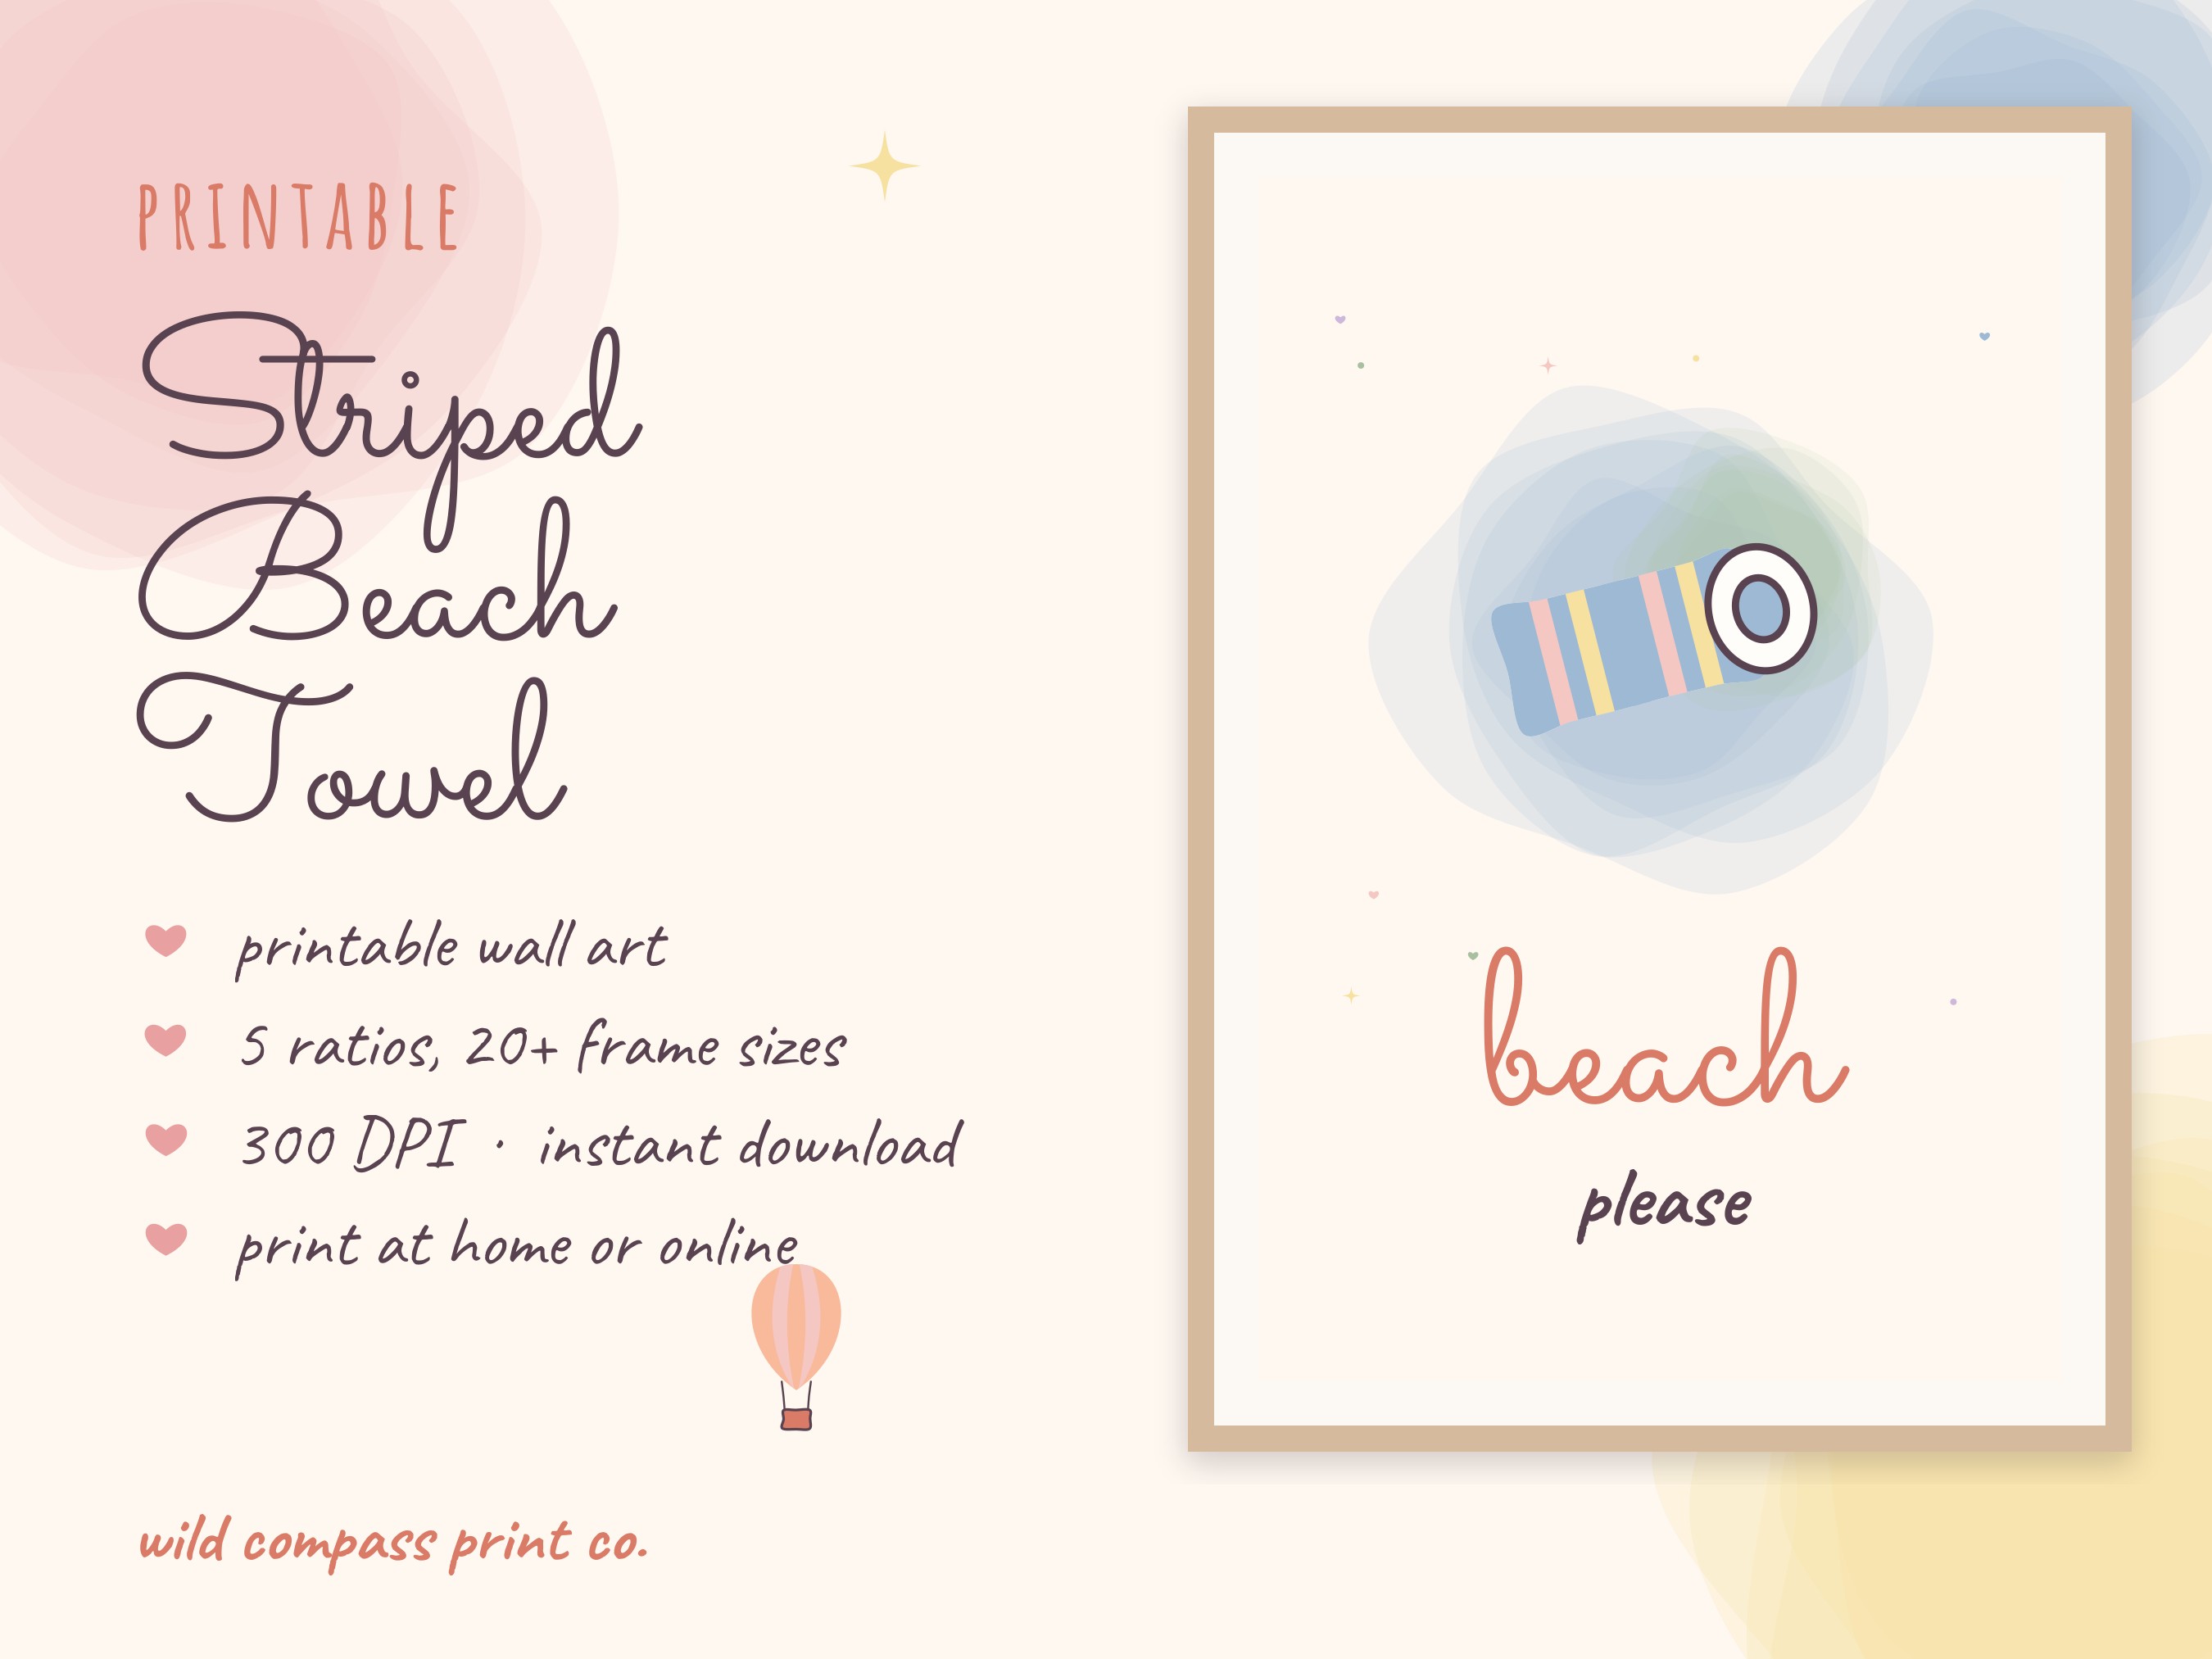 PRINTABLE
Striped
Beach
Towel
printable wall art
5 ratios, 20+ frame sizes
300 DPI · instant download
print at home or online
wild compass print co.
beach
please